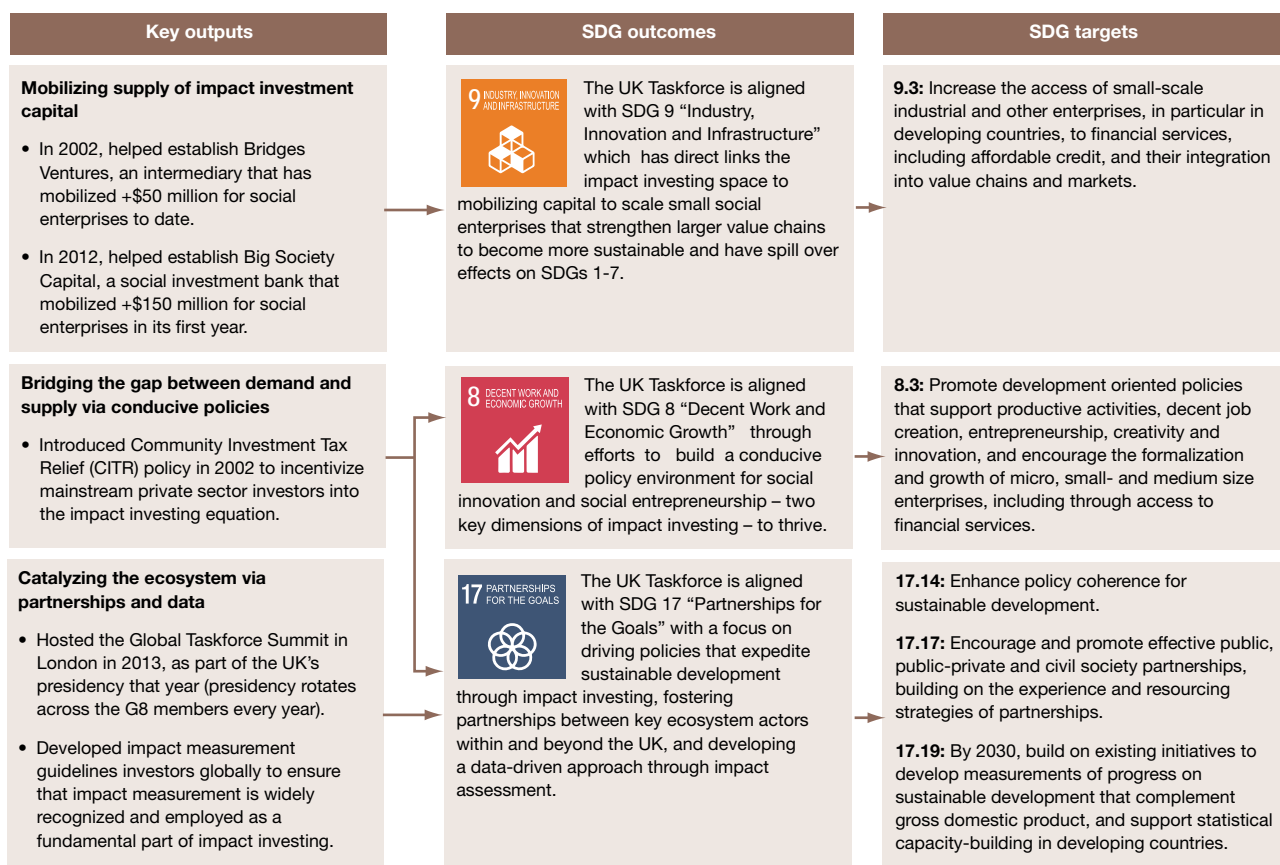 Key outputs
SDG outcomes
SDG targets
Mobilizing supply of impact investment
capital
• In 2002, helped establish Bridges
Ventures, an intermediary that has
mobilized +$50 million for social
enterprises to date.
• In 2012, helped establish Big Society
Capital, a social investment bank that
mobilized +$150 million for social
enterprises in its first year.
9 INDUSTRY, INNOVATION
AND INFRASTRUCTURE
The UK Taskforce is aligned
with SDG 9 “Industry,
Innovation and Infrastructure”
which has direct links the
impact investing space to
mobilizing capital to scale small social
enterprises that strengthen larger value chains
to become more sustainable and have spill over
effects on SDGs 1-7.
9.3: Increase the access of small-scale
industrial and other enterprises, in particular in
developing countries, to financial services,
including affordable credit, and their integration
into value chains and markets.
Bridging the gap between demand and
supply via conducive policies
• Introduced Community Investment Tax
Relief (CITR) policy in 2002 to incentivize
mainstream private sector investors into
the impact investing equation.
8 DECENT WORK AND
ECONOMIC GROWTH
The UK Taskforce is aligned
with SDG 8 “Decent Work and
Economic Growth” through
efforts to build a conducive
policy environment for social
innovation and social entrepreneurship – two
key dimensions of impact investing – to thrive.
8.3: Promote development oriented policies
that support productive activities, decent job
creation, entrepreneurship, creativity and
innovation, and encourage the formalization
and growth of micro, small- and medium size
enterprises, including through access to
financial services.
Catalyzing the ecosystem via
partnerships and data
• Hosted the Global Taskforce Summit in
London in 2013, as part of the UK’s
presidency that year (presidency rotates
across the G8 members every year).
• Developed impact measurement
guidelines investors globally to ensure
that impact measurement is widely
recognized and employed as a
fundamental part of impact investing.
17 PARTNERSHIPS
FOR THE GOALS
The UK Taskforce is aligned
with SDG 17 “Partnerships for
the Goals” with a focus on
driving policies that expedite
sustainable development
through impact investing, fostering
partnerships between key ecosystem actors
within and beyond the UK, and developing
a data-driven approach through impact
assessment.
17.14: Enhance policy coherence for
sustainable development.
17.17: Encourage and promote effective public,
public-private and civil society partnerships,
building on the experience and resourcing
strategies of partnerships.
17.19: By 2030, build on existing initiatives to
develop measurements of progress on
sustainable development that complement
gross domestic product, and support statistical
capacity-building in developing countries.